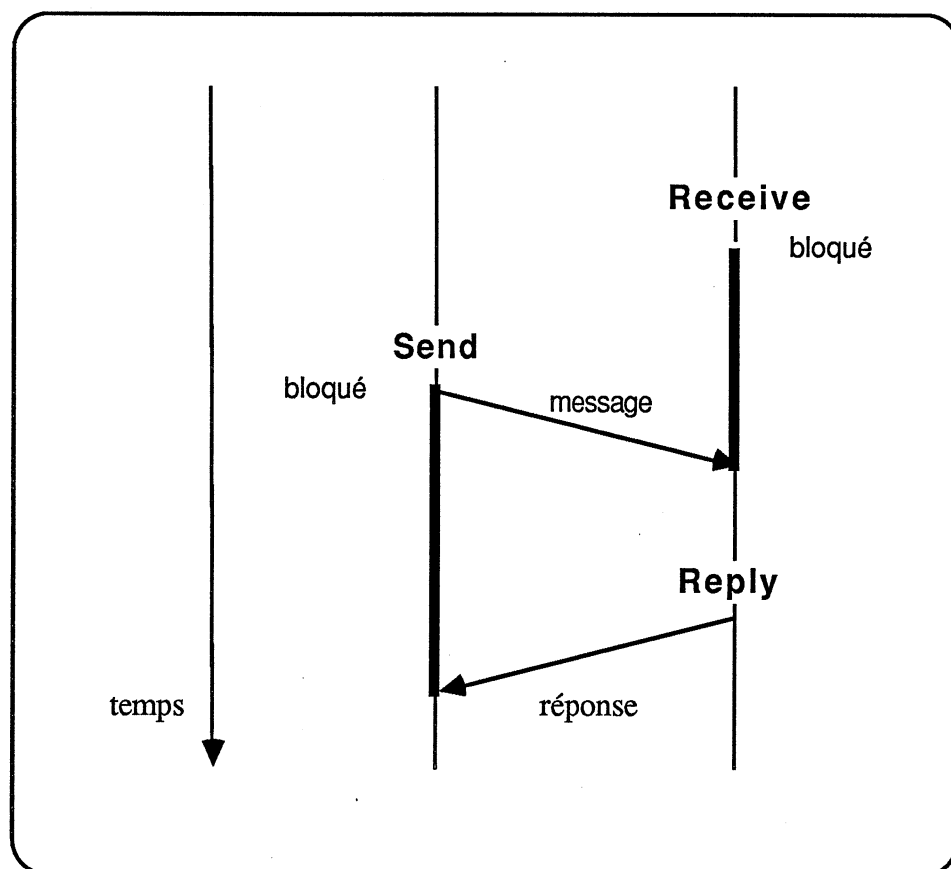 Receive
bloqué
Send
bloqué
message
Reply
temps
réponse